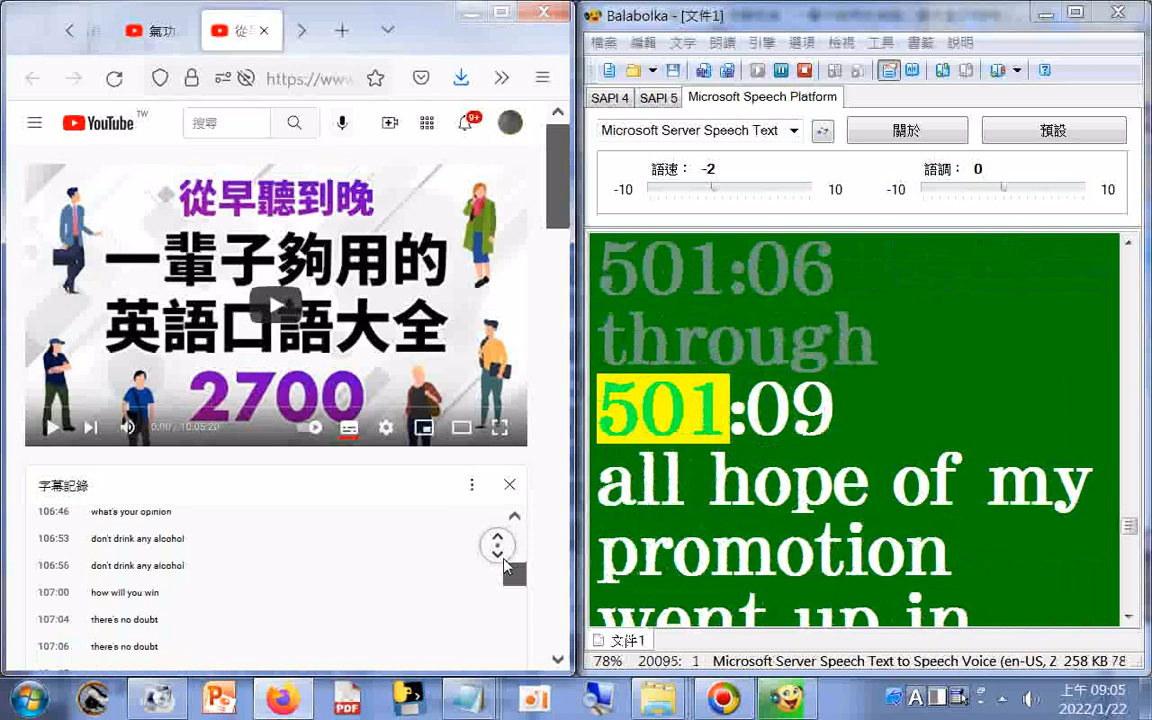 氣功
從
https://www
YouTube TW
搜尋
9+
從早聽到晚
一輩子夠用的
英語口語大全
2700
0:00 / 10:05:20
字幕記錄
106:46 what's your opinion
106:53 don't drink any alcohol
106:56 don't drink any alcohol
107:00 how will you win
107:04 there's no doubt
107:06 there's no doubt
Balabolka - [文件1]
檔案 編輯 文字 朗讀 引擎 選項 檢視 工具 書籤 說明
SAPI 4 SAPI 5 Microsoft Speech Platform
Microsoft Server Speech Text
關於
預設
語速： -2
-10 10
語調： 0
-10 10
501:06
through
501:09
all hope of my
promotion
went up in
文件1
78% 20095: 1 Microsoft Server Speech Text to Speech Voice (en-US, Z 258 KB 78
PDF
A
上午 09:05
2022/1/22